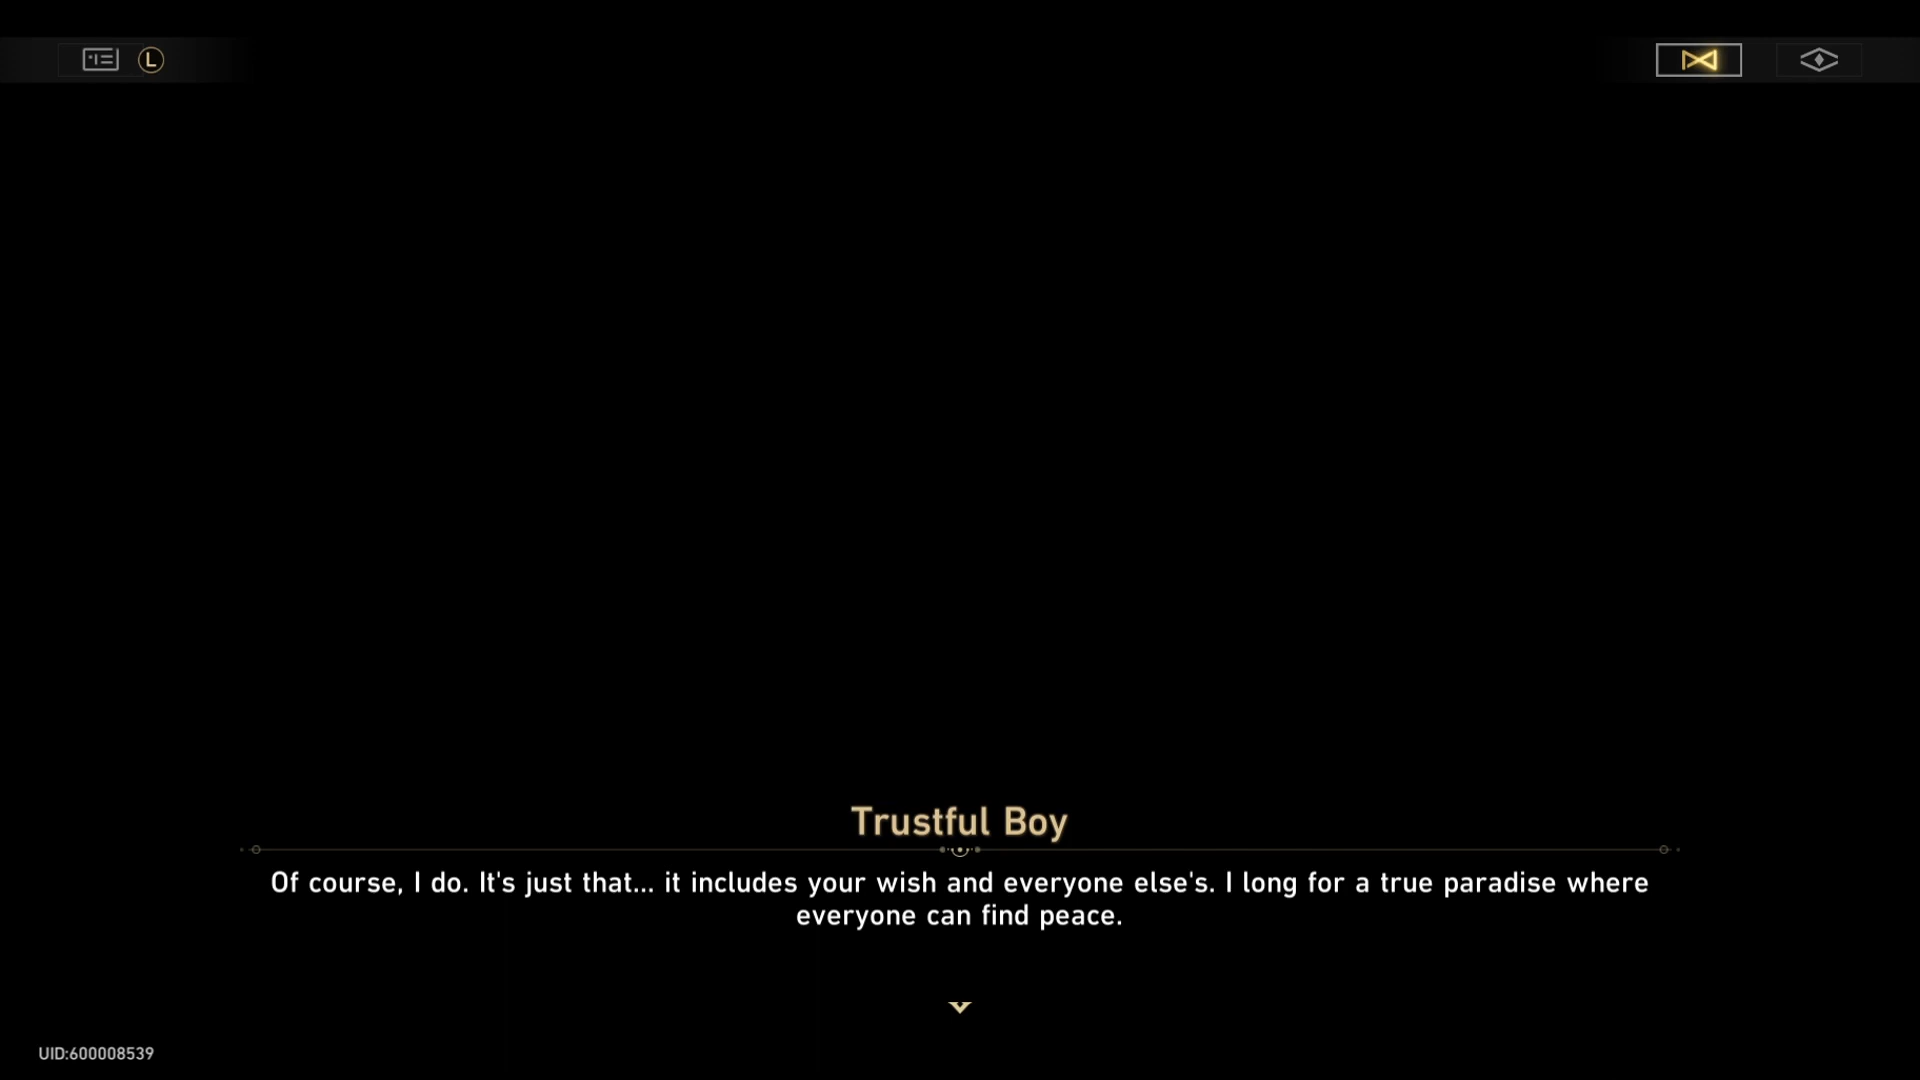 L
Trustful Boy
Of course, I do. It's just that... it includes your wish and everyone else's. I long for a true paradise where
everyone can find peace.
UID:600008539